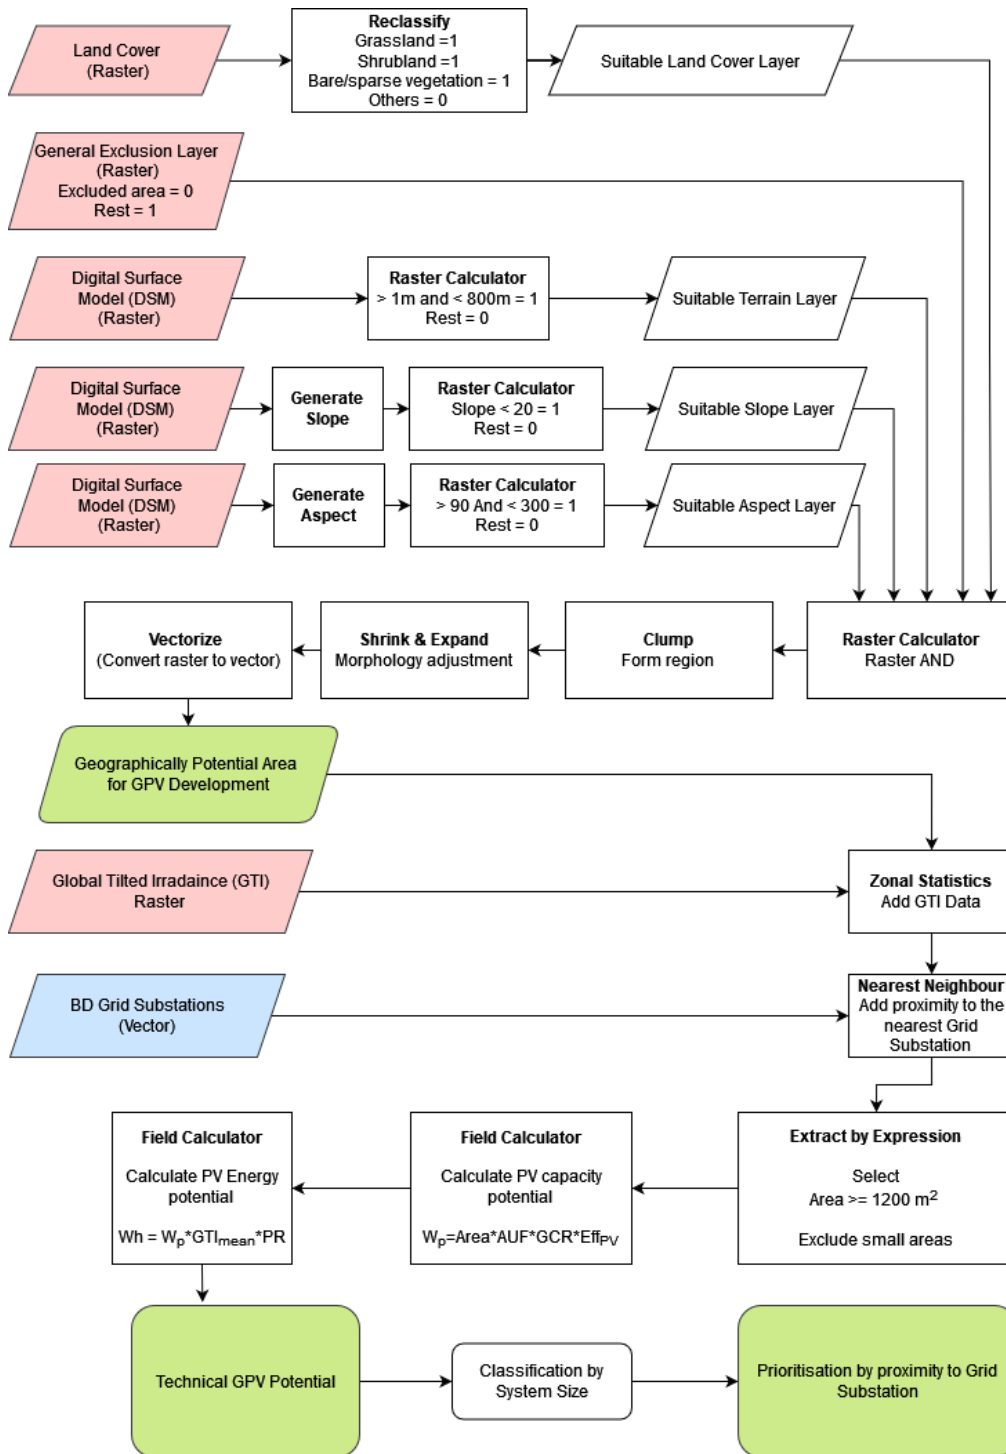 Land Cover
(Raster)
Reclassify
Grassland =1
Shrubland =1
Bare/sparse vegetation = 1
Others = 0
Suitable Land Cover Layer
General Exclusion Layer
(Raster)
Excluded area = 0
Rest = 1
Digital Surface
Model (DSM)
(Raster)
Raster Calculator
> 1m and < 800m = 1
Rest = 0
Suitable Terrain Layer
Digital Surface
Model (DSM)
(Raster)
Generate
Slope
Raster Calculator
Slope < 20 = 1
Rest = 0
Suitable Slope Layer
Digital Surface
Model (DSM)
(Raster)
Generate
Aspect
Raster Calculator
> 90 And < 300 = 1
Rest = 0
Suitable Aspect Layer
Vectorize
(Convert raster to vector)
Shrink & Expand
Morphology adjustment
Clump
Form region
Raster Calculator
Raster AND
Geographically Potential Area
for GPV Development
Global Tilted Irradaince (GTI)
Raster
Zonal Statistics
Add GTI Data
BD Grid Substations
(Vector)
Nearest Neighbour
Add proximity to the
nearest Grid
Substation
Field Calculator
Calculate PV Energy
potential
Wh = Wp*GTImean*PR
Field Calculator
Calculate PV capacity
potential
Wp=Area*AUF*GCR*EffPV
Extract by Expression
Select
Area >= 1200 m²
Exclude small areas
Technical GPV Potential
Classification by
System Size
Prioritisation by proximity to Grid
Substation